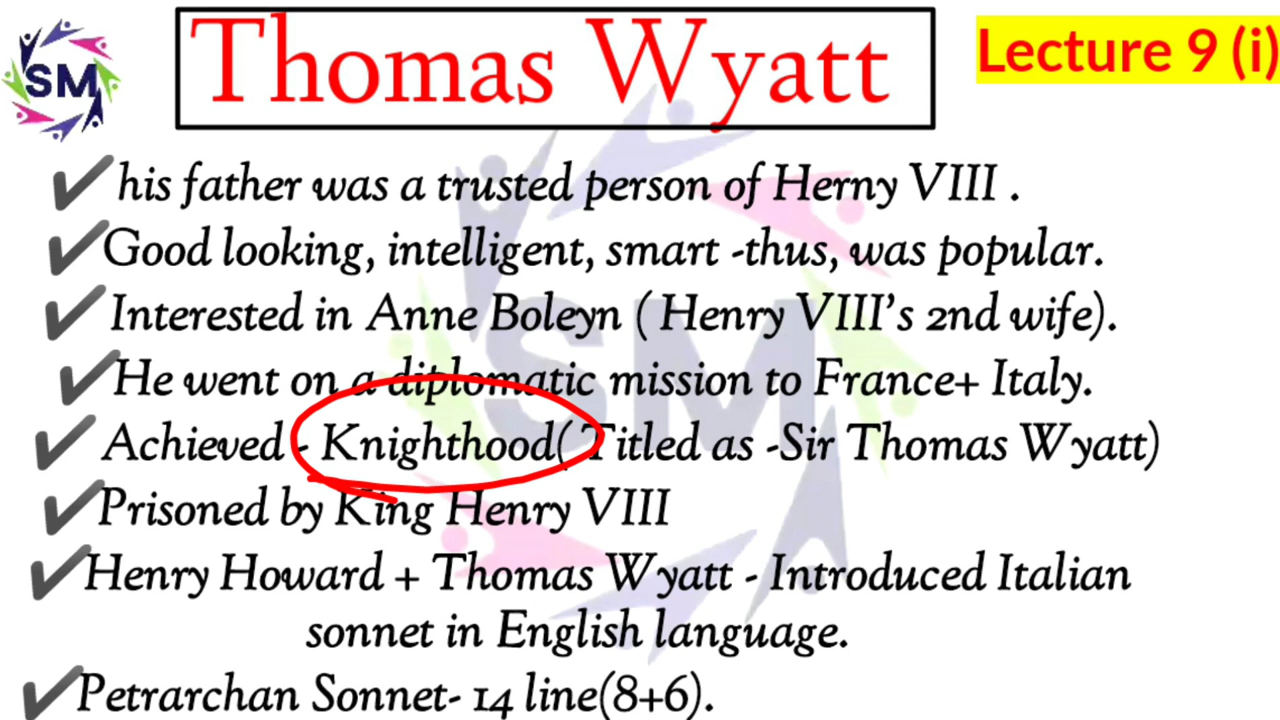 SM
Thomas Wyatt
Lecture 9 (i)
✔ his father was a trusted person of Herny VIII .
✔ Good looking, intelligent, smart -thus, was popular.
✔ Interested in Anne Boleyn ( Henry VIII's 2nd wife).
✔ He went on a diplomatic mission to France+ Italy.
✔ Achieved - Knighthood( Titled as -Sir Thomas Wyatt)
✔ Prisoned by King Henry VIII
✔ Henry Howard + Thomas Wyatt - Introduced Italian
sonnet in English language.
✔ Petrarchan Sonnet- 14 line(8+6).
SM